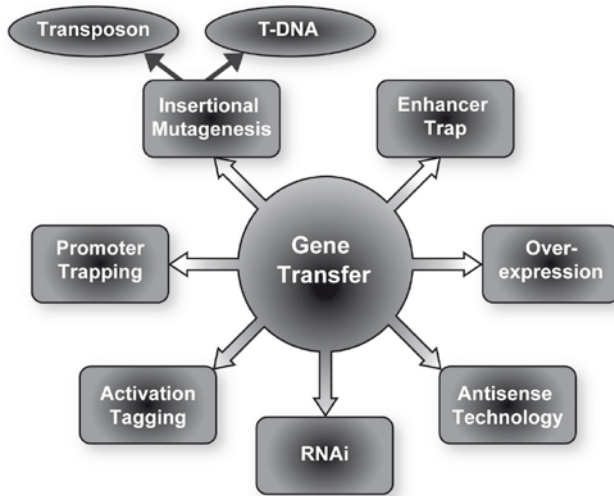 Transposon
T-DNA
Insertional
Mutagenesis
Enhancer
Trap
Gene
Transfer
Promoter
Trapping
Over-
expression
Activation
Tagging
RNAi
Antisense
Technology